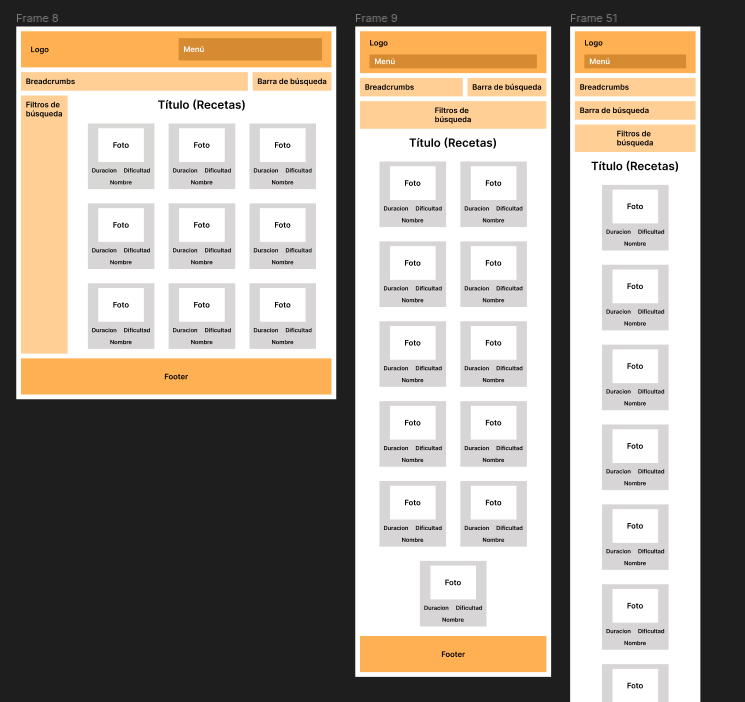 Frame 8
Logo
Menú
Breadcrumbs
Barra de búsqueda
Filtros de
búsqueda
Título (Recetas)
Foto
Duracion Dificultad
Nombre
Foto
Duracion Dificultad
Nombre
Foto
Duracion Dificultad
Nombre
Foto
Duracion Dificultad
Nombre
Foto
Duracion Dificultad
Nombre
Foto
Duracion Dificultad
Nombre
Foto
Duracion Dificultad
Nombre
Foto
Duracion Dificultad
Nombre
Foto
Duracion Dificultad
Nombre
Footer
Frame 9
Logo
Menú
Breadcrumbs
Barra de búsqueda
Filtros de
búsqueda
Título (Recetas)
Foto
Duracion Dificultad
Nombre
Foto
Duracion Dificultad
Nombre
Foto
Duracion Dificultad
Nombre
Foto
Duracion Dificultad
Nombre
Foto
Duracion Dificultad
Nombre
Foto
Duracion Dificultad
Nombre
Foto
Duracion Dificultad
Nombre
Foto
Duracion Dificultad
Nombre
Foto
Duracion Dificultad
Nombre
Foto
Duracion Dificultad
Nombre
Foto
Duracion Dificultad
Nombre
Footer
Frame 51
Logo
Menú
Breadcrumbs
Barra de búsqueda
Filtros de
búsqueda
Título (Recetas)
Foto
Duracion Dificultad
Nombre
Foto
Duracion Dificultad
Nombre
Foto
Duracion Dificultad
Nombre
Foto
Duracion Dificultad
Nombre
Foto
Duracion Dificultad
Nombre
Foto
Duracion Dificultad
Nombre
Foto